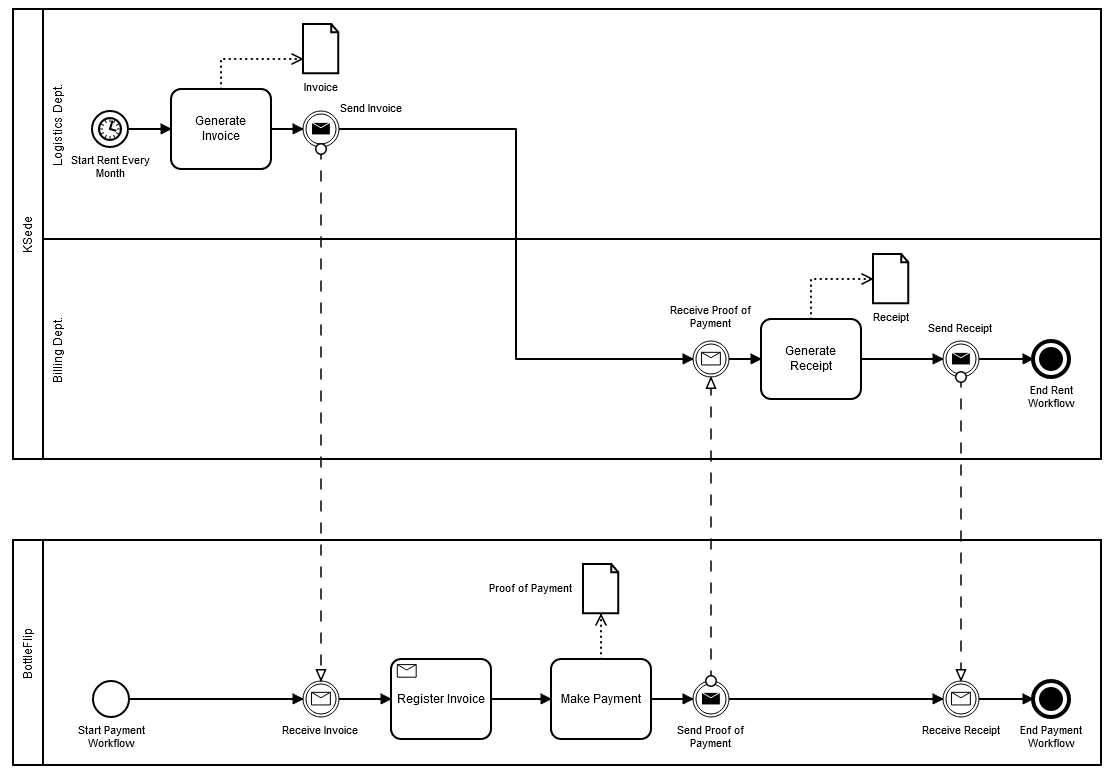 KSede
Logistics Dept.
Invoice
Send Invoice
Generate
Invoice
Start Rent Every
Month
Billing Dept.
Receipt
Receive Proof of
Payment
Send Receipt
Generate
Receipt
End Rent
Workflow
BottleFlip
Proof of Payment
Register Invoice
Make Payment
Start Payment
Workflow
Receive Invoice
Send Proof of
Payment
Receive Receipt
End Payment
Workflow